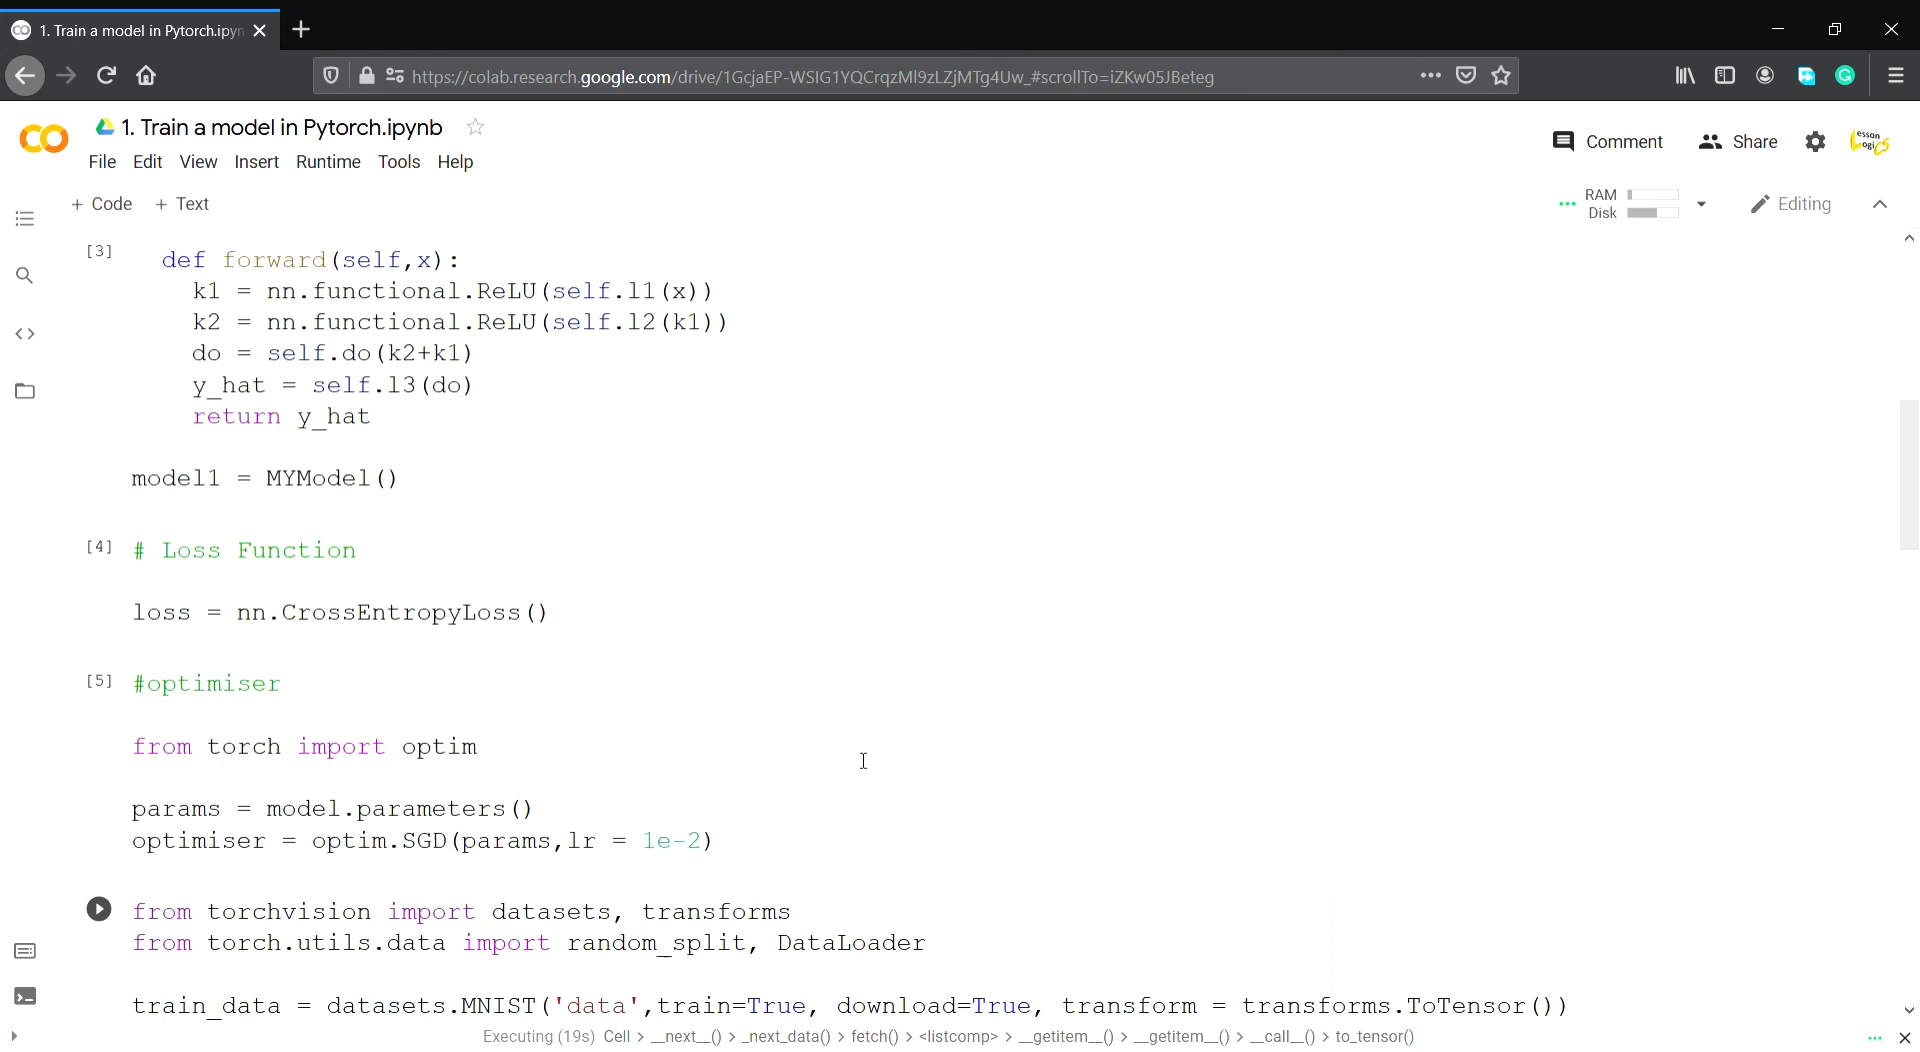 1. Train a model in Pytorch.ipyn
https://colab.research.google.com/drive/1GcjaEP-WSIG1YQCrqzMl9zLZjMTg4Uw_#scrollTo=iZKw05JBeteg
1. Train a model in Pytorch.ipynb
Comment Share
esson Logics
File Edit View Insert Runtime Tools Help
+ Code + Text
RAM
Disk
Editing
[3] def forward(self,x):
k1 = nn.functional.ReLU(self.l1(x))
k2 = nn.functional.ReLU(self.l2(k1))
do = self.do(k2+k1)
y_hat = self.l3(do)
return y_hat
model1 = MYModel()
[4] # Loss Function
loss = nn.CrossEntropyLoss()
[5] #optimiser
from torch import optim
params = model.parameters()
optimiser = optim.SGD(params,lr = 1e-2)
from torchvision import datasets, transforms
from torch.utils.data import random_split, DataLoader
train_data = datasets.MNIST('data',train=True, download=True, transform = transforms.ToTensor())
Executing (19s) Cell > __next__() > _next_data() > fetch() > <listcomp> > __getitem__() > __getitem__() > __call__() > to_tensor()